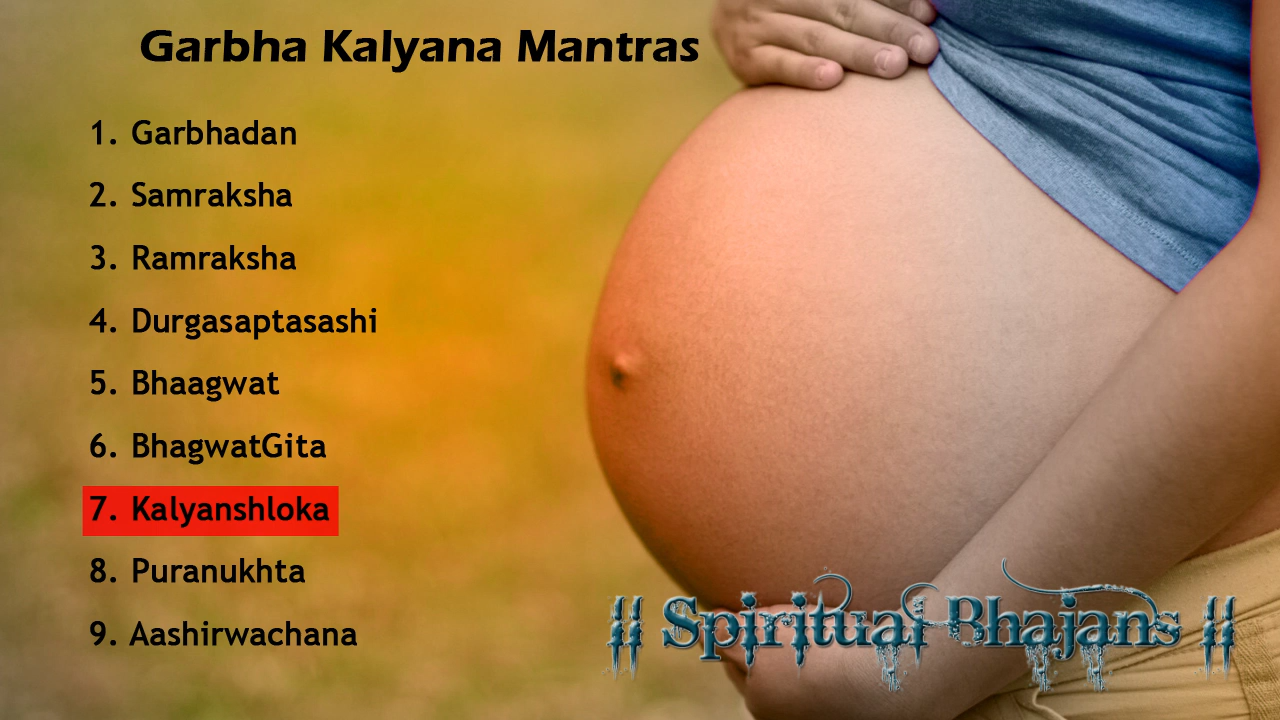 Garbha Kalyana Mantras
1. Garbhadan
2. Samraksha
3. Ramraksha
4. Durgasaptasashi
5. Bhaagwat
6. BhagwatGita
7. Kalyanshloka
8. Puranukhta
9. Aashirwachana
|| Spiritual Bhajans ||